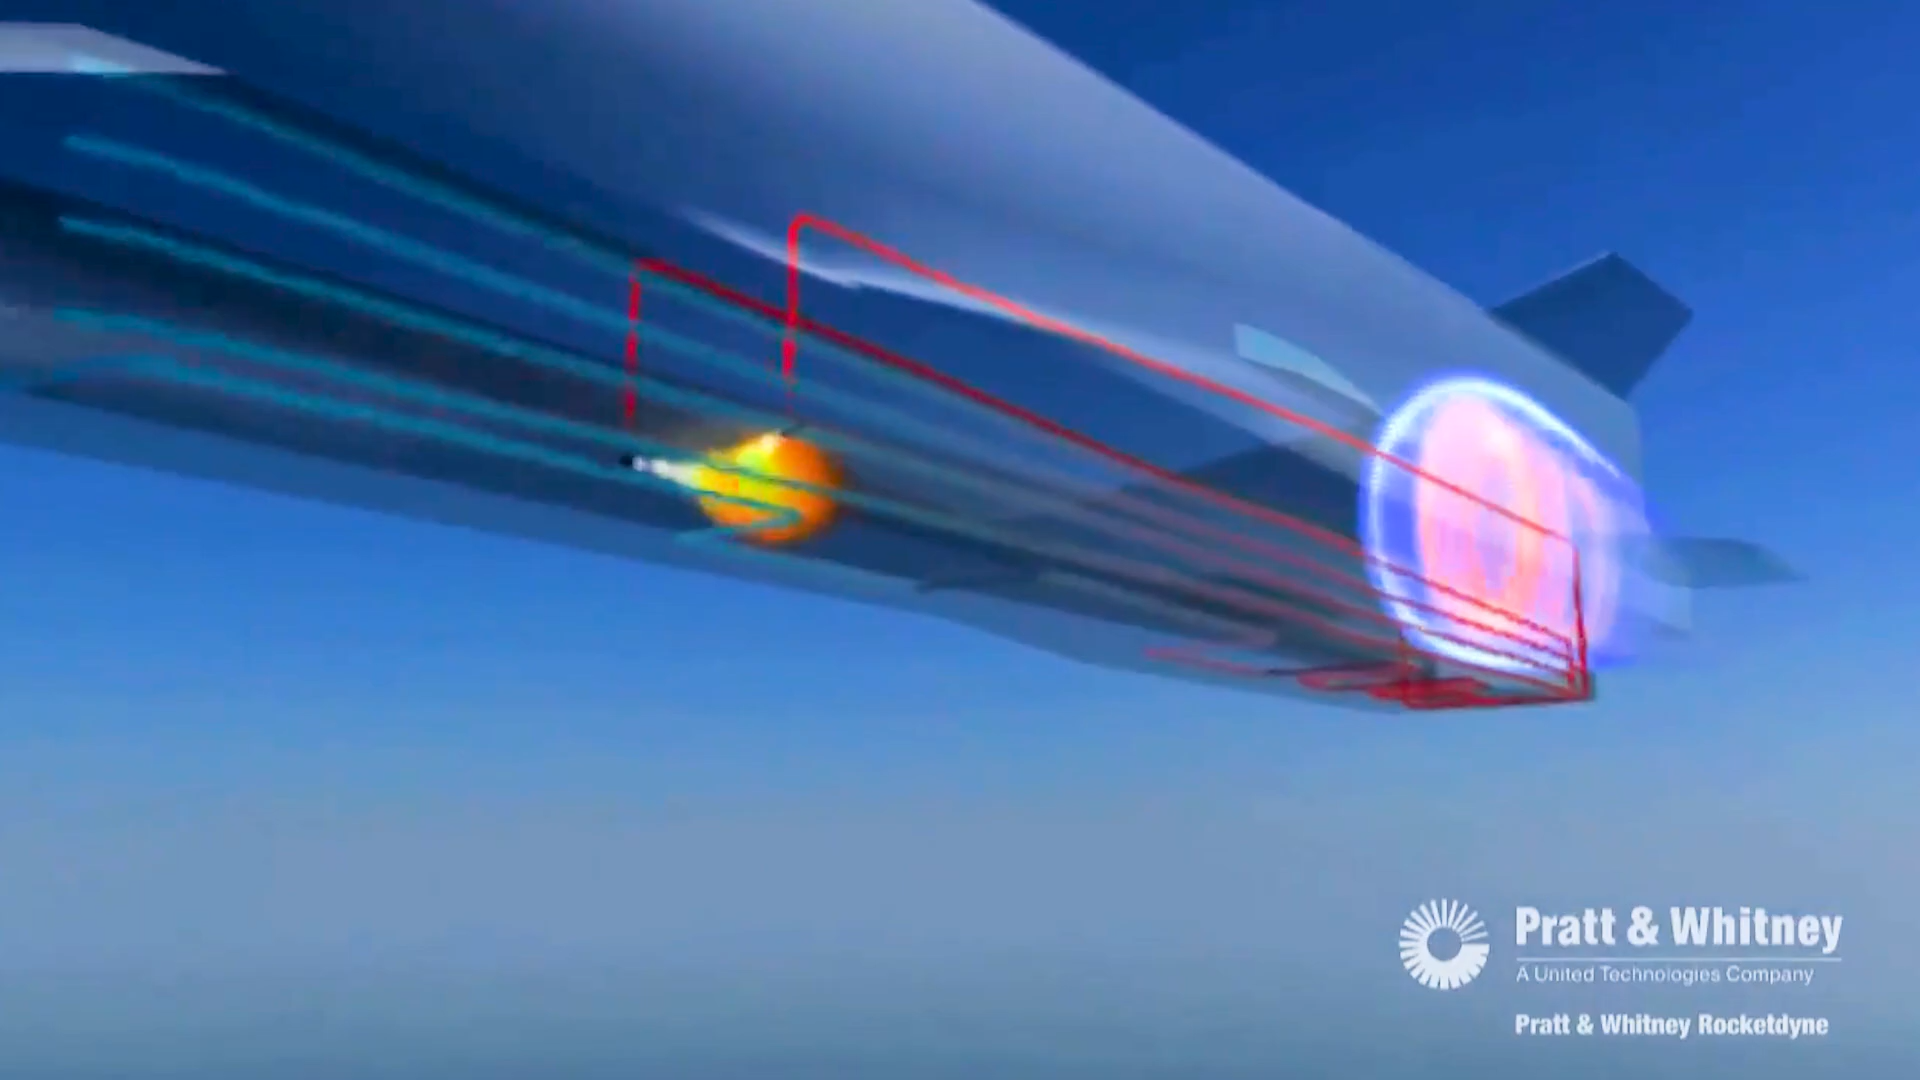 Pratt & Whitney
A United Technologies Company
Pratt & Whitney Rocketdyne